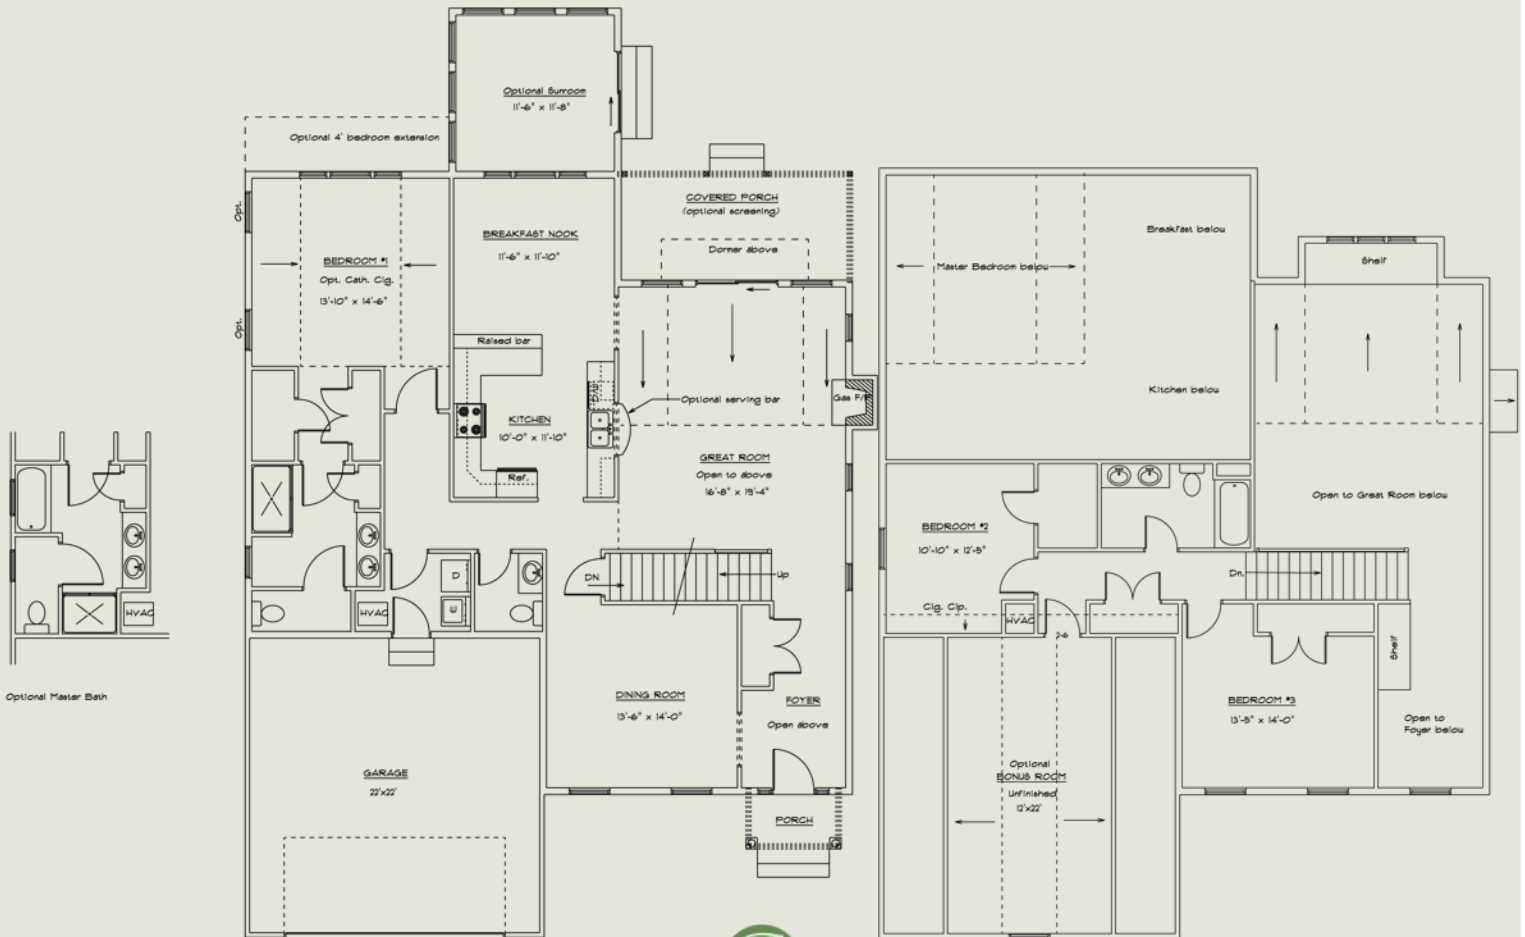 Optional Sunroom
11'-6" x 11'-8"
Optional 4' bedroom extension
COVERED PORCH
(optional screening)
Dormer above
Opt.
BEDROOM #1
Opt. Cath. Clg.
13'-10" x 14'-6"
Opt.
BREAKFAST NOOK
11'-6" x 11'-10"
Raised bar
KITCHEN
10'-0" x 11'-10"
Ref.
Optional serving bar
Gas F/P
GREAT ROOM
Open to above
16'-8" x 19'-4"
DN
Up
D
W
HVAC
DINING ROOM
13'-6" x 14'-0"
FOYER
Open above
GARAGE
22'x22'
PORCH
HVAC
Optional Master Bath
Breakfast below
Master Bedroom below
Kitchen below
Shelf
Open to Great Room below
BEDROOM #2
10'-10" x 12'-5"
Clg. Clp.
HVAC
2-6
Dn.
Shelf
BEDROOM #3
13'-5" x 14'-0"
Open to
Foyer below
Optional
BONUS ROOM
Unfinished
12'x22'